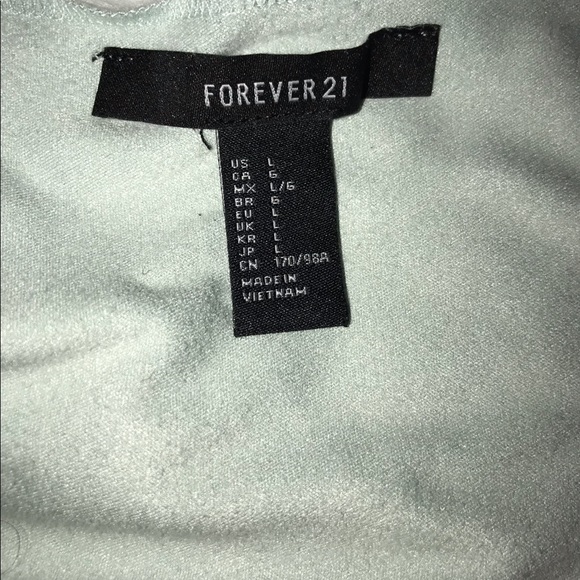 FOREVER 21
US L
CA G
MX L/G
BR G
EU L
UK L
KR L
JP L
CN 170/98A
MADE IN
VIETNAM